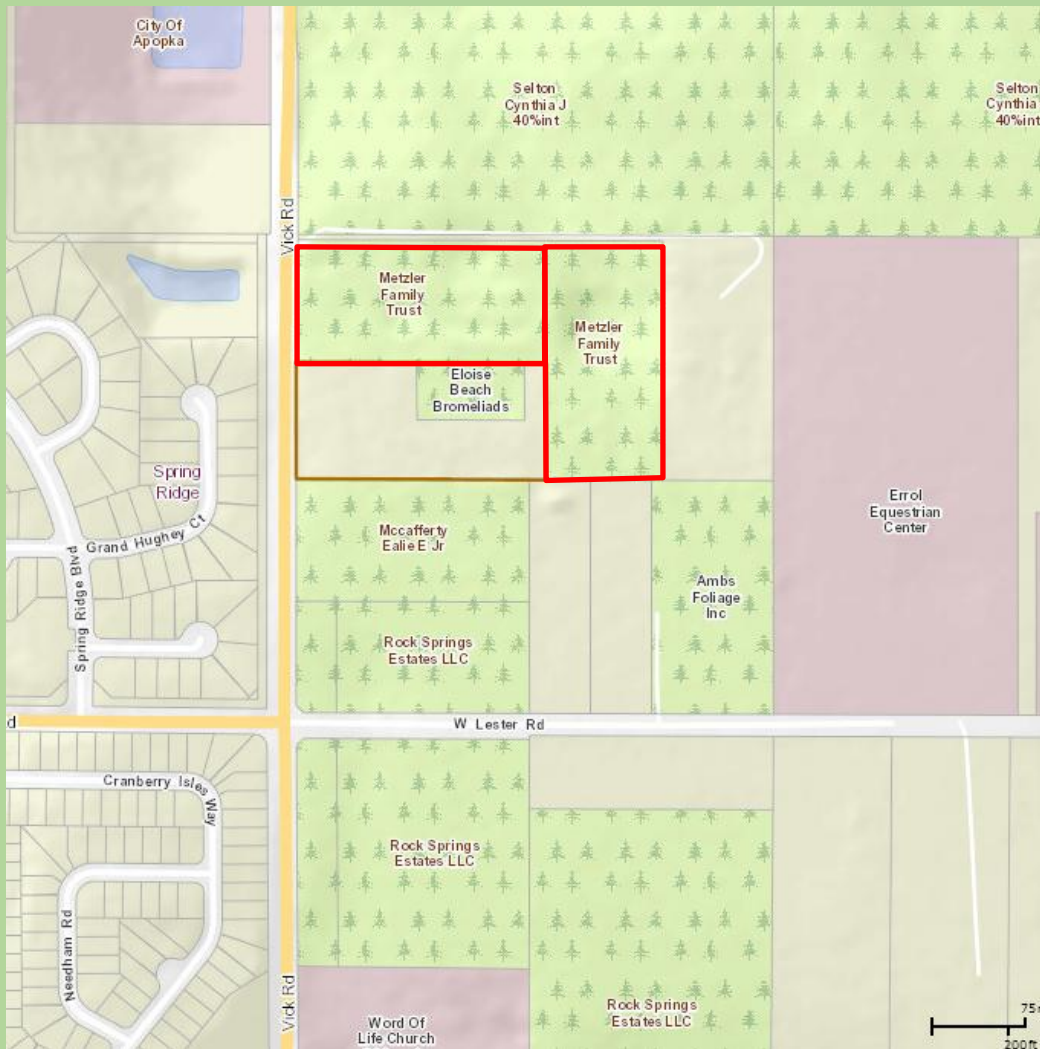 City Of
Apopka
Selton
Cynthia J
40%int
Selton
Cynthia
40%int
Vick Rd
Metzler
Family
Trust
Metzler
Family
Trust
Eloise
Beach
Bromeliads
Spring
Ridge
Grand Hughey Ct
Spring Ridge Blvd
Mccafferty
Ealie E Jr
Errol
Equestrian
Center
Ambs
Foliage
Inc
Rock Springs
Estates LLC
d
W Lester Rd
Cranberry Isles Way
Rock Springs
Estates LLC
Needham Rd
Vick Rd
Word Of
Life Church
Rock Springs
Estates LLC
75m
200ft